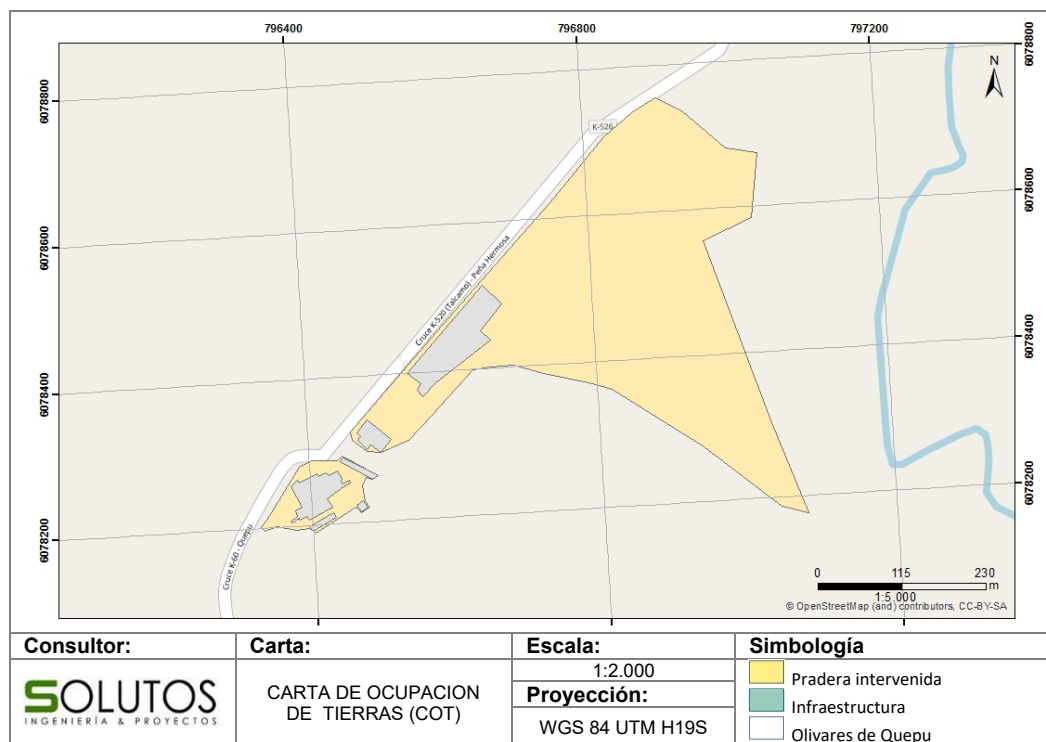 796400
796800
797200
6078800
6078800
6078600
6078600
6078400
6078400
6078200
6078200
N
K-526
Cruce K-520 (Talcamo) - Peña Hermosa
Cruce K-60 - Quepu
0 115 230
m
1:5.000
© OpenStreetMap (and) contributors, CC-BY-SA
Consultor:
SOLUTOS
INGENIERÍA & PROYECTOS
Carta:
CARTA DE OCUPACION
DE TIERRAS (COT)
Escala:
1:2.000
Proyección:
WGS 84 UTM H19S
Simbología
Pradera intervenida
Infraestructura
Olivares de Quepu